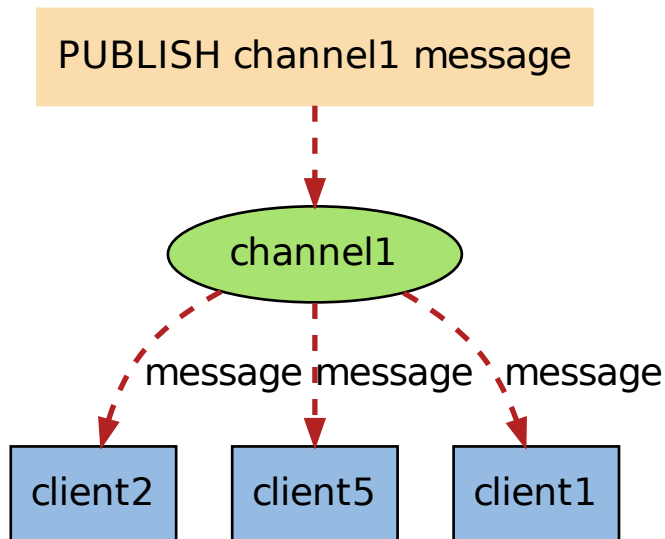 PUBLISH channel1 message
channel1
message message message
client2 client5 client1